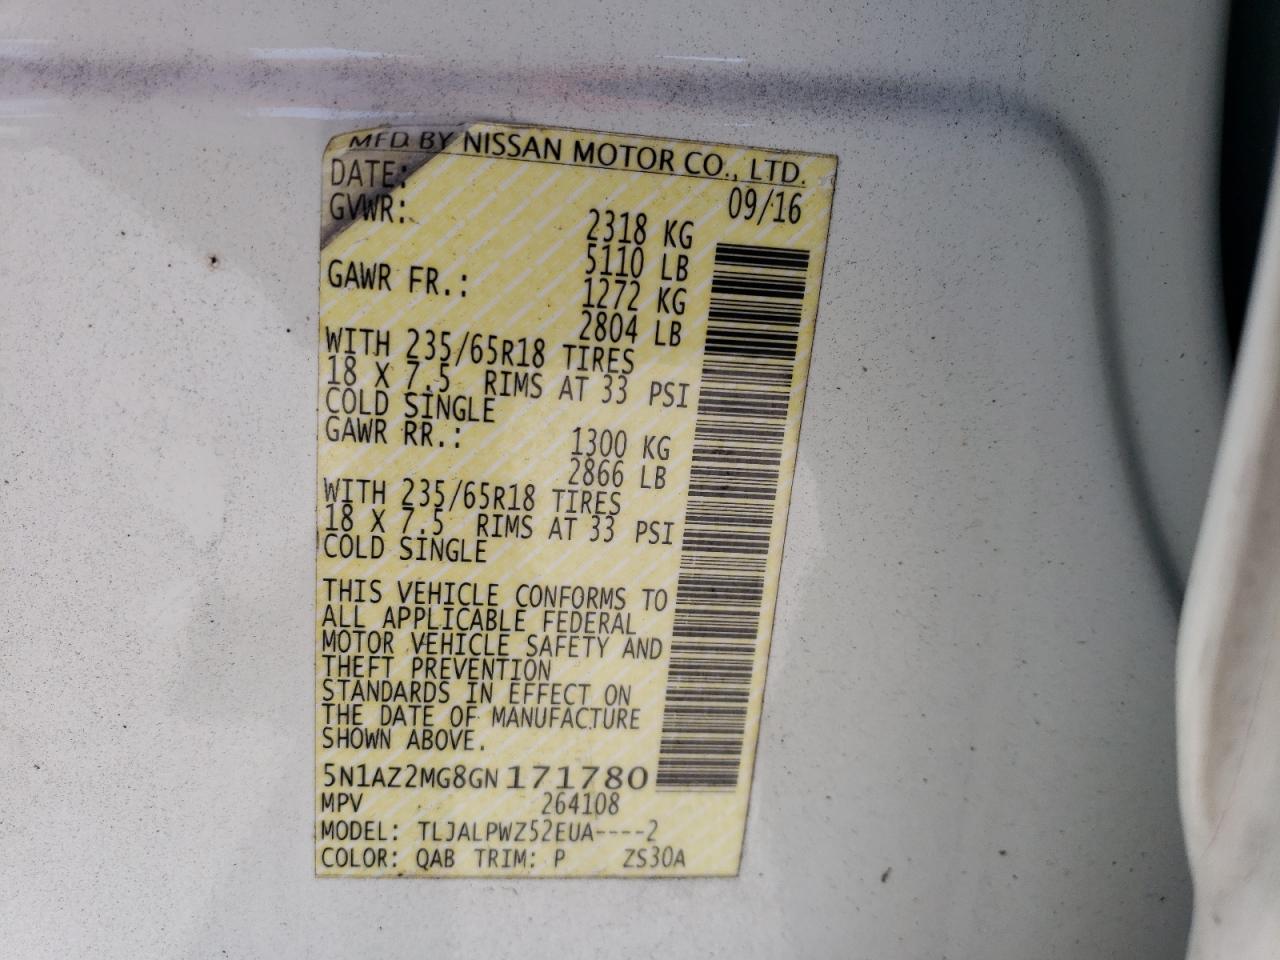 MFD BY NISSAN MOTOR CO., LTD.
DATE: 09/16
GVWR: 2318 KG
5110 LB
GAWR FR.: 1272 KG
2804 LB
WITH 235/65R18 TIRES
18 X 7.5 RIMS AT 33 PSI
COLD SINGLE
GAWR RR.: 1300 KG
2866 LB
WITH 235/65R18 TIRES
18 X 7.5 RIMS AT 33 PSI
COLD SINGLE
THIS VEHICLE CONFORMS TO
ALL APPLICABLE FEDERAL
MOTOR VEHICLE SAFETY AND
THEFT PREVENTION
STANDARDS IN EFFECT ON
THE DATE OF MANUFACTURE
SHOWN ABOVE.
5N1AZ2MG8GN171780
MPV 264108
MODEL: TLJALPWZ52EUA----2
COLOR: QAB TRIM: P ZS30A